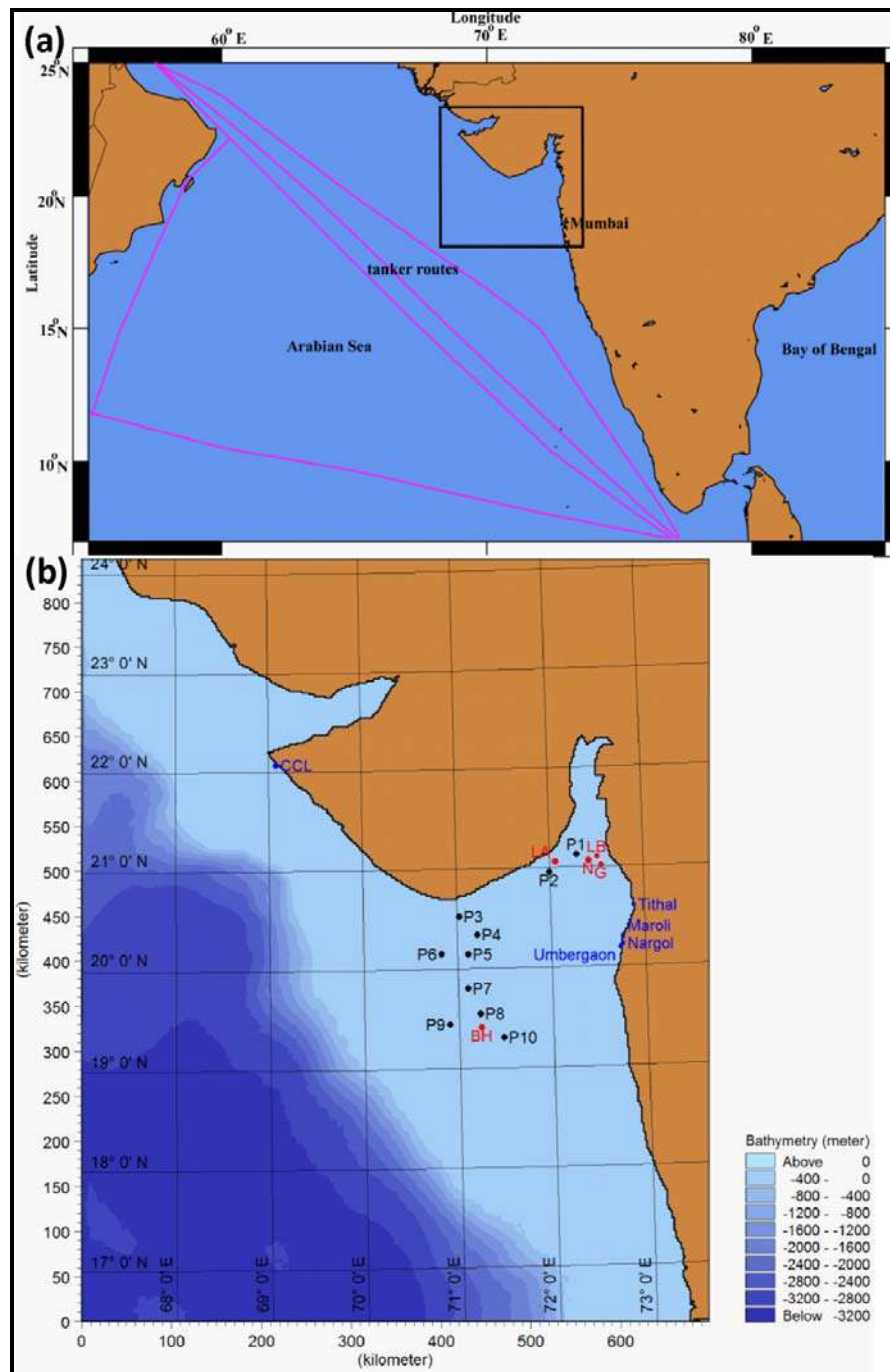 (a)
Longitude
60°E
70°E
80°E
25°N
20°N
15°N
10°N
Latitude
Mumbai
tanker routes
Arabian Sea
Bay of Bengal
(b)
24° 0' N
23° 0' N
22° 0' N
21° 0' N
20° 0' N
19° 0' N
18° 0' N
17° 0' N
800
750
700
650
600
550
500
450
400
350
300
250
200
150
100
50
0
(kilometer)
CCL
LA
P1
LB
N
G
P2
P3
P4
P6
P5
P7
P8
P9
BH
P10
Tithal
Maroli
Nargol
Umbergaon
68° 0' E
69° 0' E
70° 0' E
71° 0' E
72° 0' E
73° 0' E
0
100
200
300
400
500
600
(kilometer)
Bathymetry (meter)
Above 0
-400 - 0
-800 - -400
-1200 - -800
-1600 - -1200
-2000 - -1600
-2400 - -2000
-2800 - -2400
-3200 - -2800
Below -3200